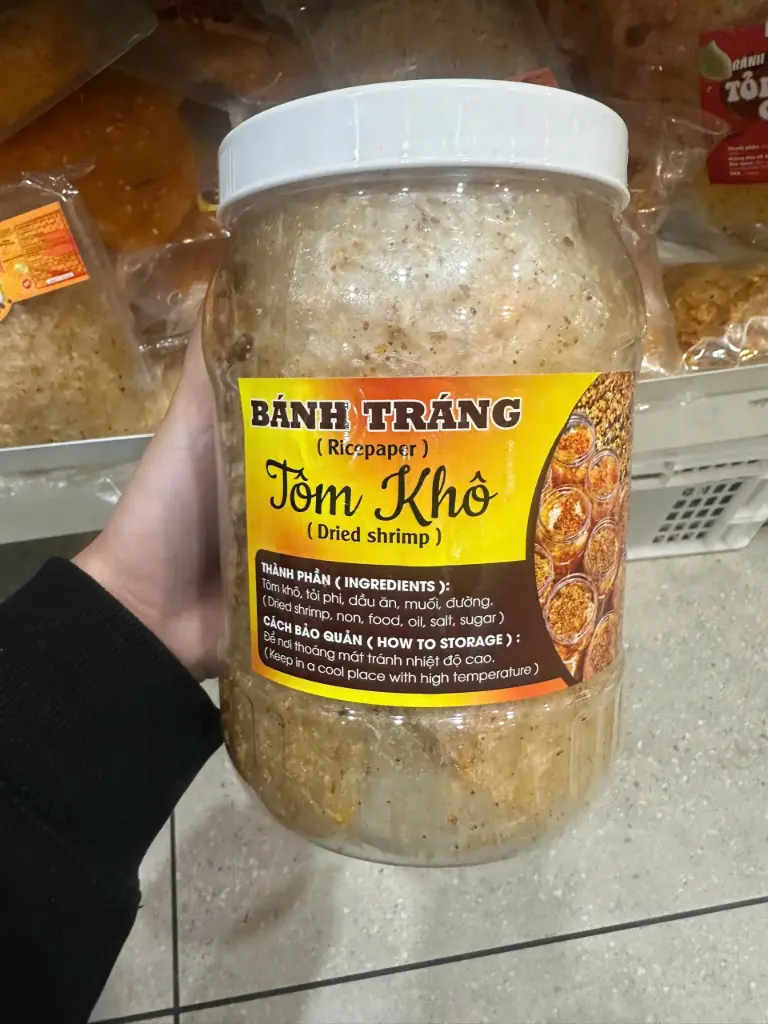 BÁNH TRÁNG
( Ricepaper )
Tôm Khô
( Dried shrimp )
THÀNH PHẦN ( INGREDIENTS ):
Tôm khô, tỏi phi, dầu ăn, muối, đường.
(Dried shrimp, non, food, oil, salt, sugar )
CÁCH BẢO QUẢN ( HOW TO STORAGE ) :
Để nơi thoáng mát tránh nhiệt độ cao.
(Keep in a cool place with high temperature )
BÁNH